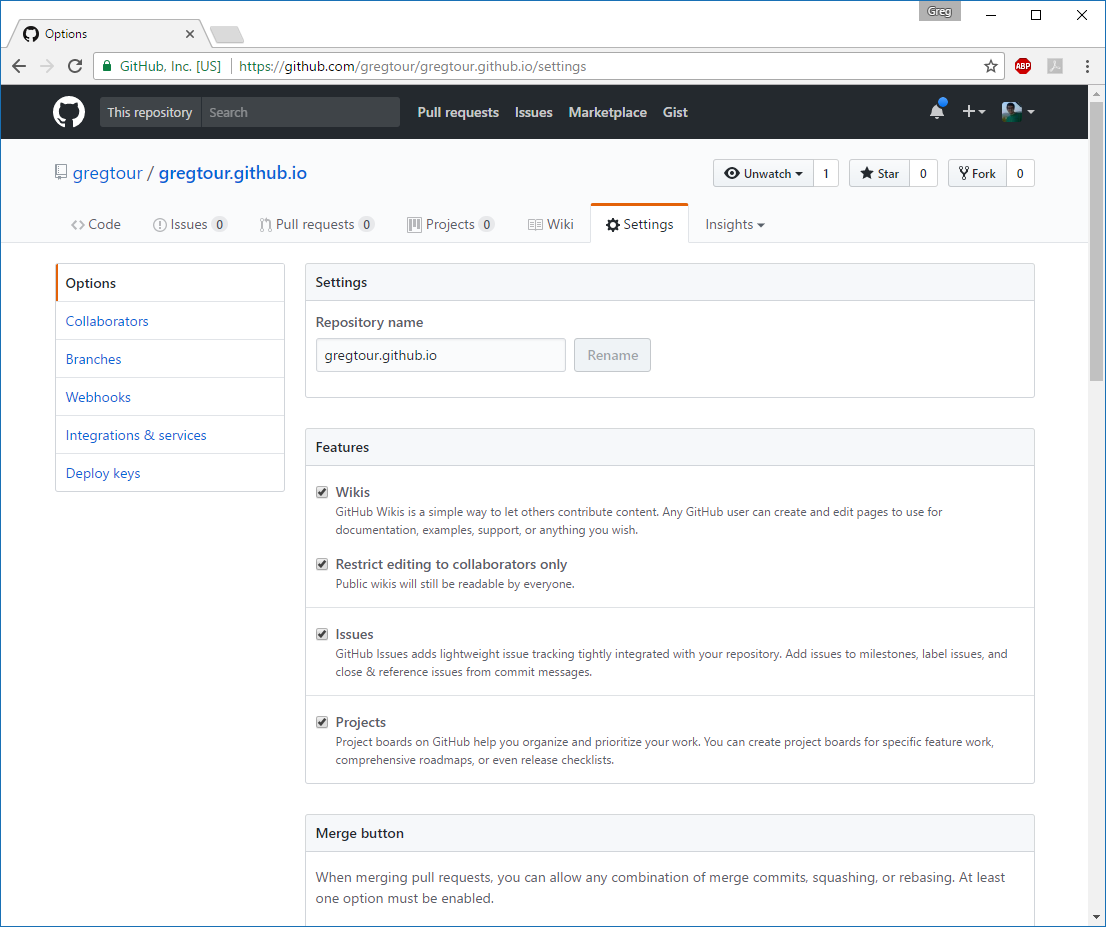 Greg
Options
GitHub, Inc. [US] https://github.com/gregtour/gregtour.github.io/settings
ABP
This repository Search Pull requests Issues Marketplace Gist
gregtour / gregtour.github.io
Unwatch 1 Star 0 Fork 0
Code Issues 0 Pull requests 0 Projects 0 Wiki Settings Insights
Options
Collaborators
Branches
Webhooks
Integrations & services
Deploy keys
Settings
Repository name
gregtour.github.io Rename
Features
Wikis
GitHub Wikis is a simple way to let others contribute content. Any GitHub user can create and edit pages to use for
documentation, examples, support, or anything you wish.
Restrict editing to collaborators only
Public wikis will still be readable by everyone.
Issues
GitHub Issues adds lightweight issue tracking tightly integrated with your repository. Add issues to milestones, label issues, and
close & reference issues from commit messages.
Projects
Project boards on GitHub help you organize and prioritize your work. You can create project boards for specific feature work,
comprehensive roadmaps, or even release checklists.
Merge button
When merging pull requests, you can allow any combination of merge commits, squashing, or rebasing. At least
one option must be enabled.